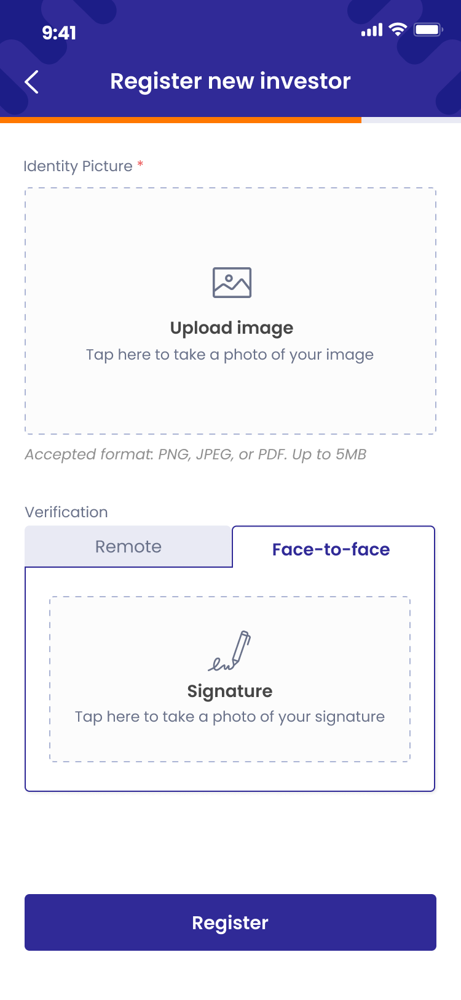 9:41
Register new investor
Identity Picture *
Upload image
Tap here to take a photo of your image
Accepted format: PNG, JPEG, or PDF. Up to 5MB
Verification
Remote
Face-to-face
Signature
Tap here to take a photo of your signature
Register